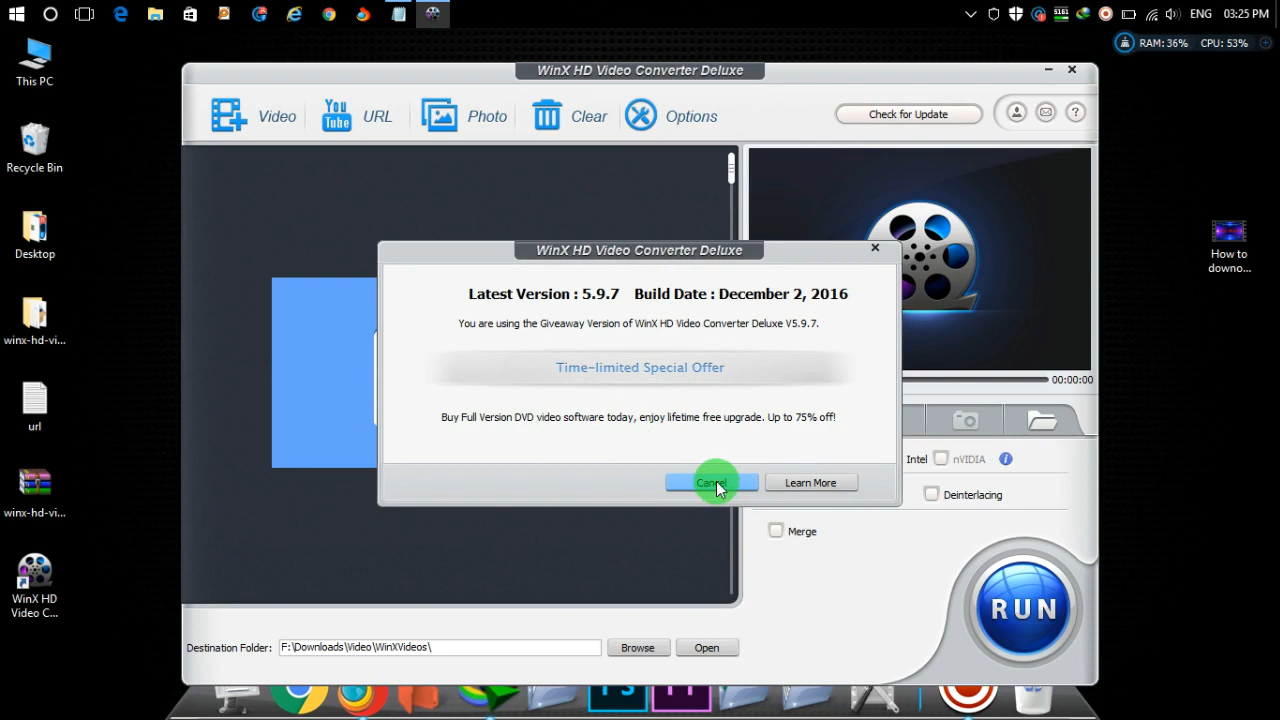 ENG
03:25 PM
5161
RAM: 36%
CPU: 53%
This PC
Recycle Bin
Desktop
winx-hd-vi...
url
winx-hd-vi...
WinX HD
Video C...
How to
downo...
WinX HD Video Converter Deluxe
Video
You
Tube
URL
Photo
Clear
Options
Check for Update
?
WinX HD Video Converter Deluxe
Latest Version : 5.9.7 Build Date : December 2, 2016
You are using the Giveaway Version of WinX HD Video Converter Deluxe V5.9.7.
Time-limited Special Offer
Buy Full Version DVD video software today, enjoy lifetime free upgrade. Up to 75% off!
Cancel
Learn More
00:00:00
Intel
nVIDIA
i
Deinterlacing
Merge
RUN
Destination Folder:
F:\Downloads\Video\WinXVideos\
Browse
Open